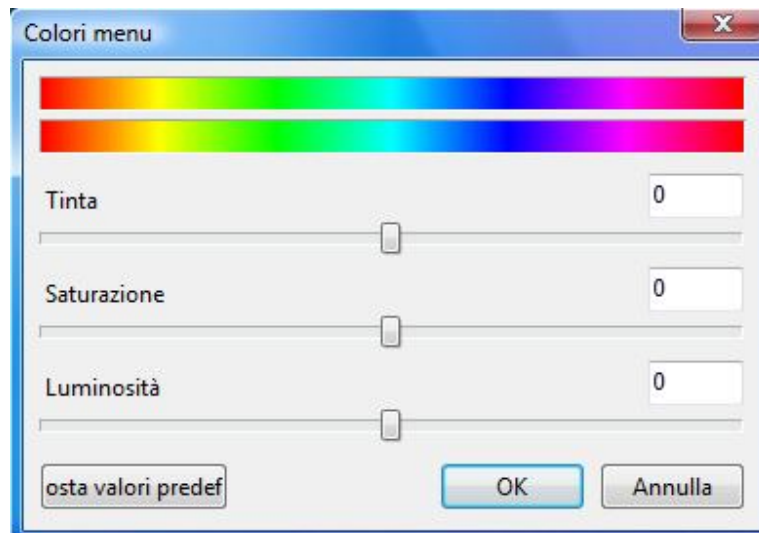 Colori menu
Tinta
0
Saturazione
0
Luminosità
0
osta valori predef
OK
Annulla